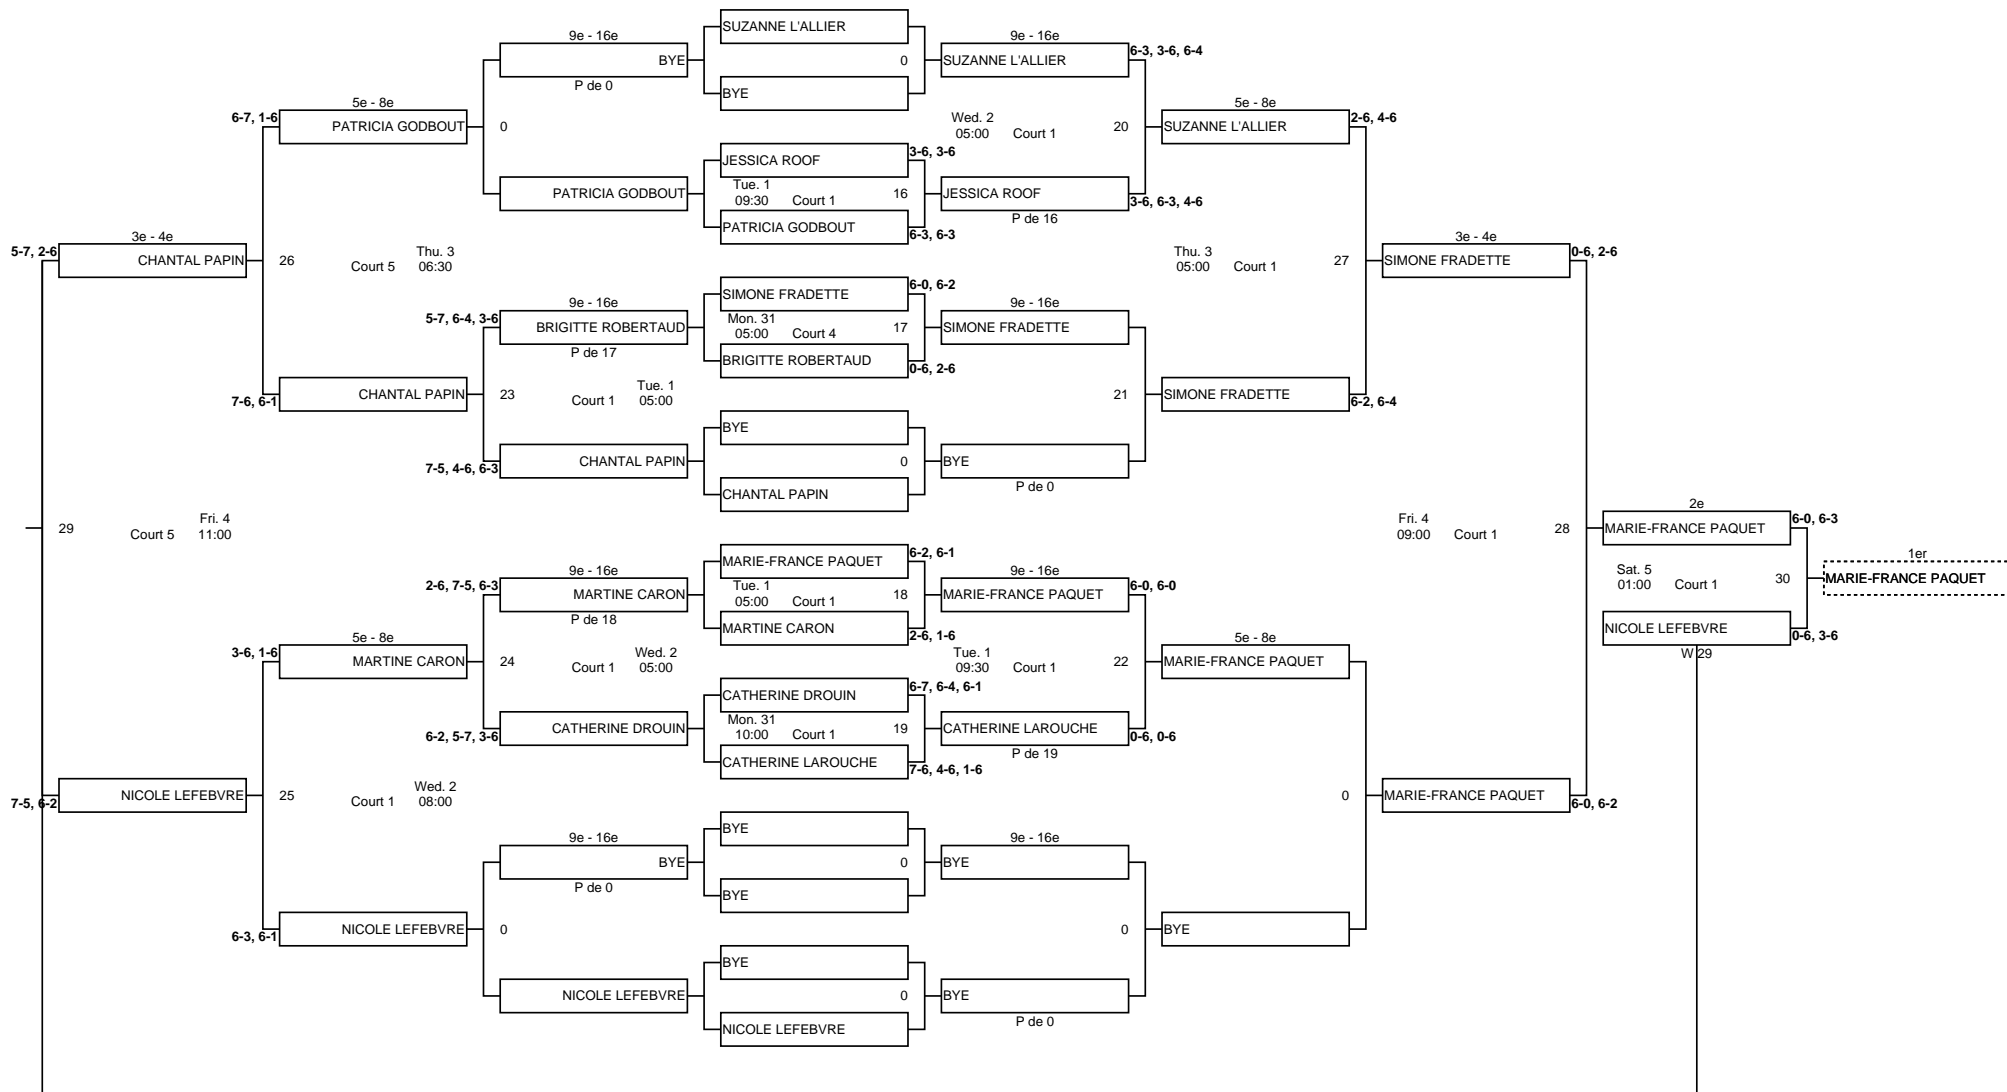 SUZANNE L'ALLIER
9e - 16e
9e - 16e
6-3, 3-6, 6-4
BYE
0
SUZANNE L'ALLIER
P de 0
BYE
5e - 8e
5e - 8e
6-7, 1-6
Wed. 2
05:00
Court 1
2-6, 4-6
PATRICIA GODBOUT
0
20
SUZANNE L'ALLIER
3-6, 3-6
JESSICA ROOF
Tue. 1
09:30
Court 1
PATRICIA GODBOUT
16
JESSICA ROOF
3-6, 6-3, 4-6
P de 16
PATRICIA GODBOUT
6-3, 6-3
3e - 4e
3e - 4e
5-7, 2-6
CHANTAL PAPIN
26
Court 5
Thu. 3
06:30
Thu. 3
05:00
Court 1
27
SIMONE FRADETTE
0-6, 2-6
6-0, 6-2
SIMONE FRADETTE
9e - 16e
9e - 16e
5-7, 6-4, 3-6
BRIGITTE ROBERTAUD
Mon. 31
05:00
Court 4
17
SIMONE FRADETTE
P de 17
BRIGITTE ROBERTAUD
0-6, 2-6
CHANTAL PAPIN
7-6, 6-1
23
Court 1
Tue. 1
05:00
21
SIMONE FRADETTE
6-2, 6-4
BYE
7-5, 4-6, 6-3
CHANTAL PAPIN
0
BYE
P de 0
CHANTAL PAPIN
2e
29
Court 5
Fri. 4
11:00
Fri. 4
09:00
Court 1
28
MARIE-FRANCE PAQUET
6-0, 6-3
6-2, 6-1
MARIE-FRANCE PAQUET
1er
9e - 16e
9e - 16e
Sat. 5
01:00
Court 1
30
MARIE-FRANCE PAQUET
2-6, 7-5, 6-3
MARTINE CARON
Tue. 1
05:00
Court 1
18
MARIE-FRANCE PAQUET
6-0, 6-0
P de 18
MARTINE CARON
2-6, 1-6
NICOLE LEFEBVRE
0-6, 3-6
W 29
5e - 8e
5e - 8e
3-6, 1-6
MARTINE CARON
24
Court 1
Wed. 2
05:00
Tue. 1
09:30
Court 1
22
MARIE-FRANCE PAQUET
6-7, 6-4, 6-1
CATHERINE DROUIN
6-2, 5-7, 3-6
CATHERINE DROUIN
Mon. 31
10:00
Court 1
19
CATHERINE LAROUCHE
0-6, 0-6
P de 19
CATHERINE LAROUCHE
7-6, 4-6, 1-6
7-5, 6-2
NICOLE LEFEBVRE
25
Court 1
Wed. 2
08:00
0
MARIE-FRANCE PAQUET
6-0, 6-2
BYE
9e - 16e
9e - 16e
BYE
0
BYE
P de 0
BYE
6-3, 6-1
NICOLE LEFEBVRE
0
0
BYE
BYE
NICOLE LEFEBVRE
0
BYE
P de 0
NICOLE LEFEBVRE